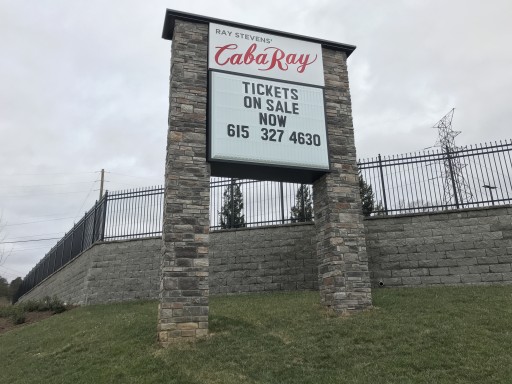 RAY STEVENS'
CabaRay
TICKETS
ON SALE
NOW
615 327 4630